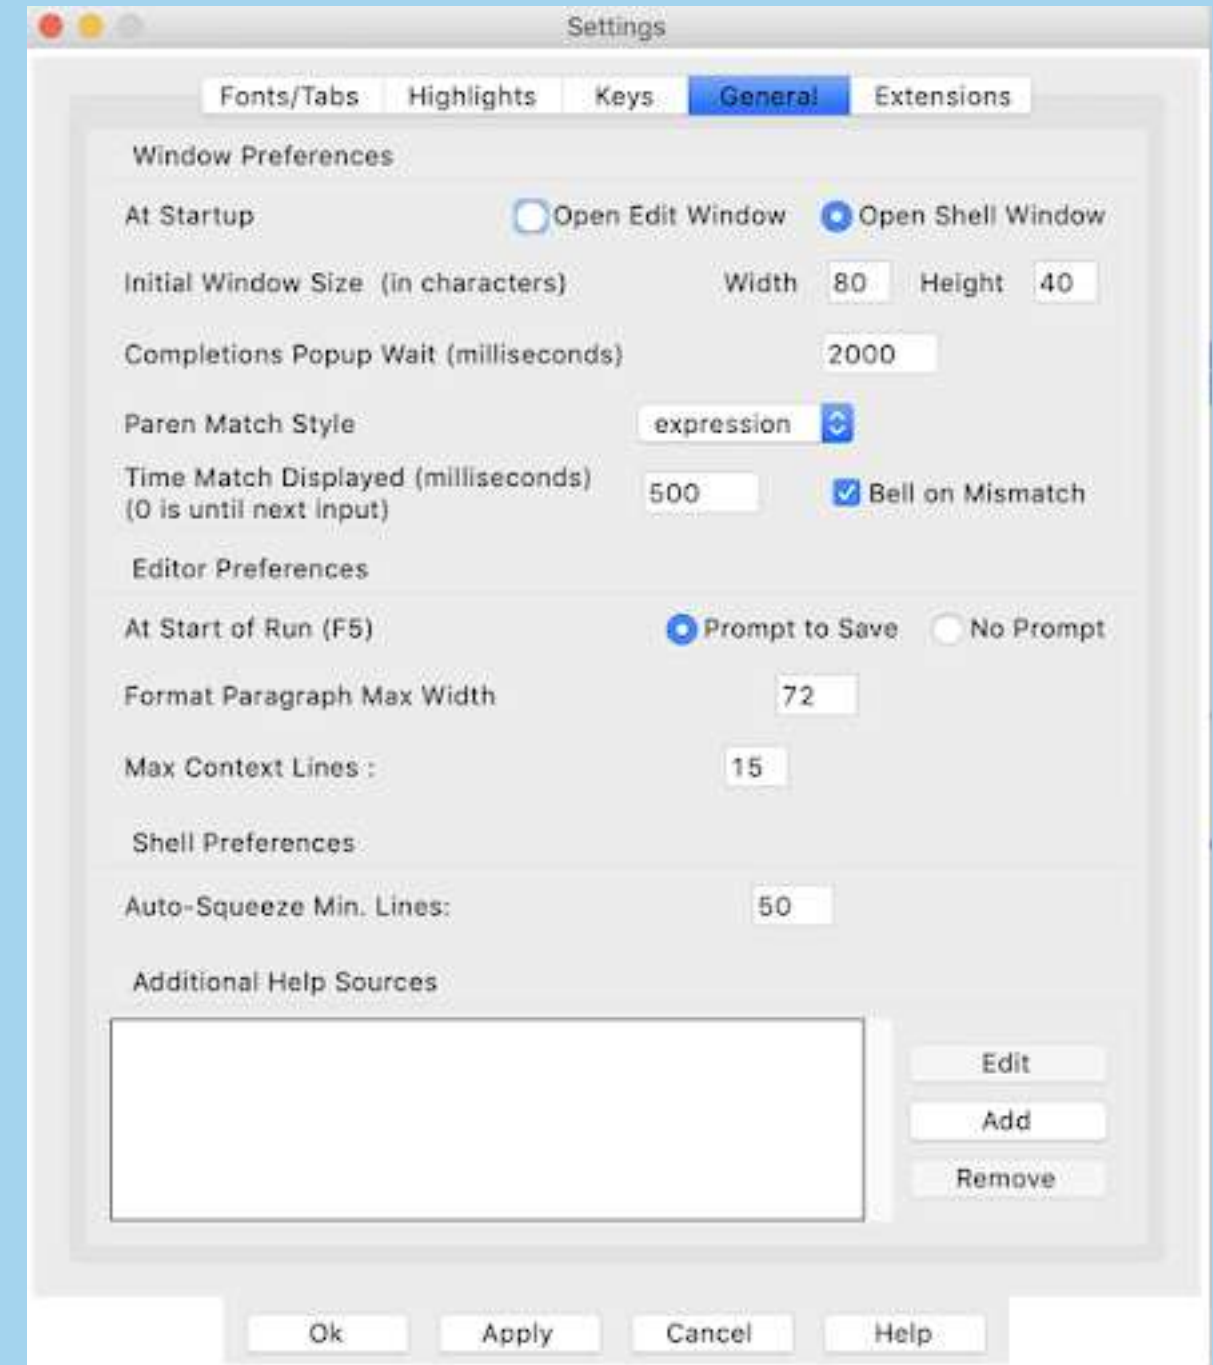 Settings
Fonts/Tabs Highlights Keys General Extensions
Window Preferences
At Startup Open Edit Window Open Shell Window
Initial Window Size (in characters) Width 80 Height 40
Completions Popup Wait (milliseconds) 2000
Paren Match Style expression
Time Match Displayed (milliseconds)
(0 is until next input) 500 Bell on Mismatch
Editor Preferences
At Start of Run (F5) Prompt to Save No Prompt
Format Paragraph Max Width 72
Max Context Lines : 15
Shell Preferences
Auto-Squeeze Min. Lines: 50
Additional Help Sources
Edit
Add
Remove
Ok Apply Cancel Help